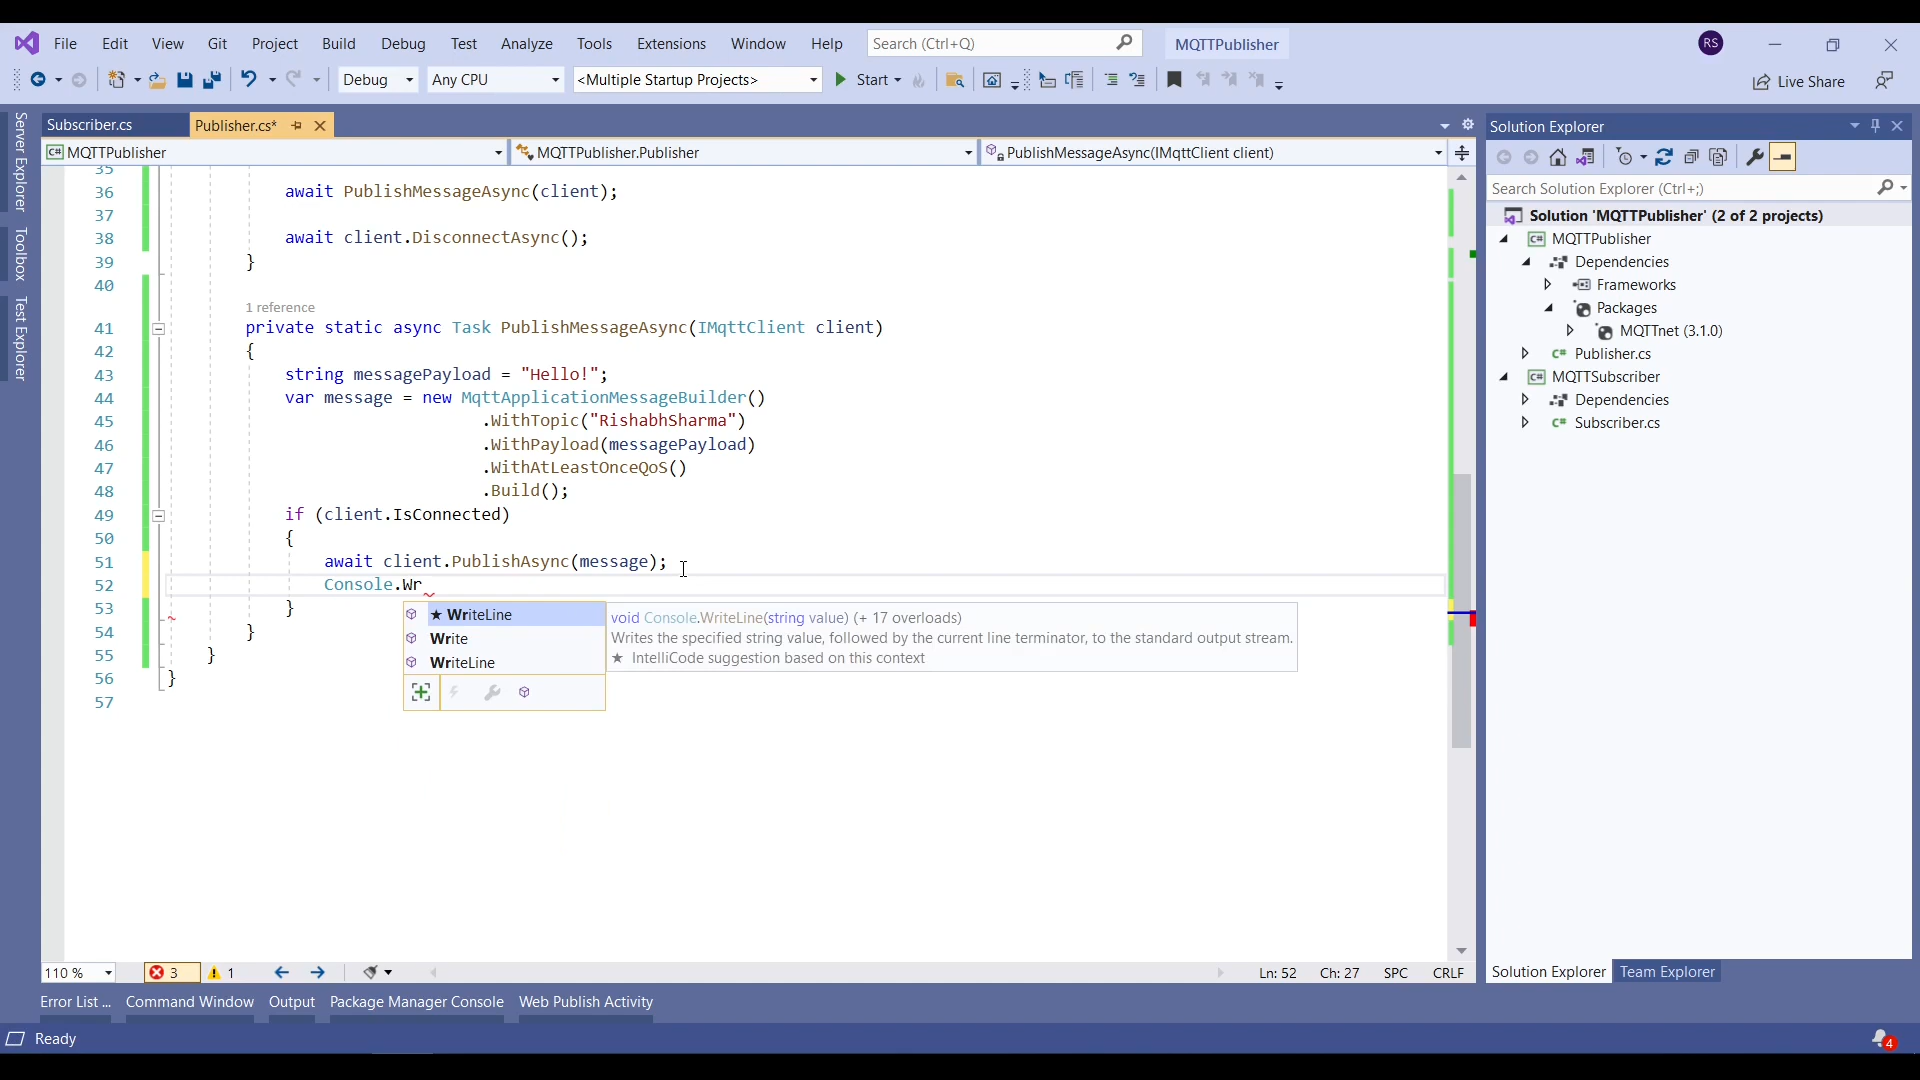 File Edit View Git Project Build Debug Test Analyze Tools Extensions Window Help Search (Ctrl+Q) MQTTPublisher RS
Debug Any CPU <Multiple Startup Projects> Start Live Share
Server Explorer
Toolbox
Test Explorer
Subscriber.cs Publisher.cs*
C# MQTTPublisher MQTTPublisher.Publisher PublishMessageAsync(IMqttClient client)
35
36 await PublishMessageAsync(client);
37
38 await client.DisconnectAsync();
39 }
40
1 reference
41 private static async Task PublishMessageAsync(IMqttClient client)
42 {
43 string messagePayload = "Hello!";
44 var message = new MqttApplicationMessageBuilder()
45 .WithTopic("RishabhSharma")
46 .WithPayload(messagePayload)
47 .WithAtLeastOnceQoS()
48 .Build();
49 if (client.IsConnected)
50 {
51 await client.PublishAsync(message);
52 Console.Wr
53 }
54 }
55 }
56 }
57
★ WriteLine
Write
WriteLine
void Console.WriteLine(string value) (+ 17 overloads)
Writes the specified string value, followed by the current line terminator, to the standard output stream.
★ IntelliCode suggestion based on this context
Solution Explorer
Search Solution Explorer (Ctrl+;)
Solution 'MQTTPublisher' (2 of 2 projects)
C# MQTTPublisher
Dependencies
Frameworks
Packages
MQTTnet (3.1.0)
C# Publisher.cs
C# MQTTSubscriber
Dependencies
C# Subscriber.cs
Solution Explorer Team Explorer
110 % 3 1 Ln: 52 Ch: 27 SPC CRLF
Error List ... Command Window Output Package Manager Console Web Publish Activity
Ready 4